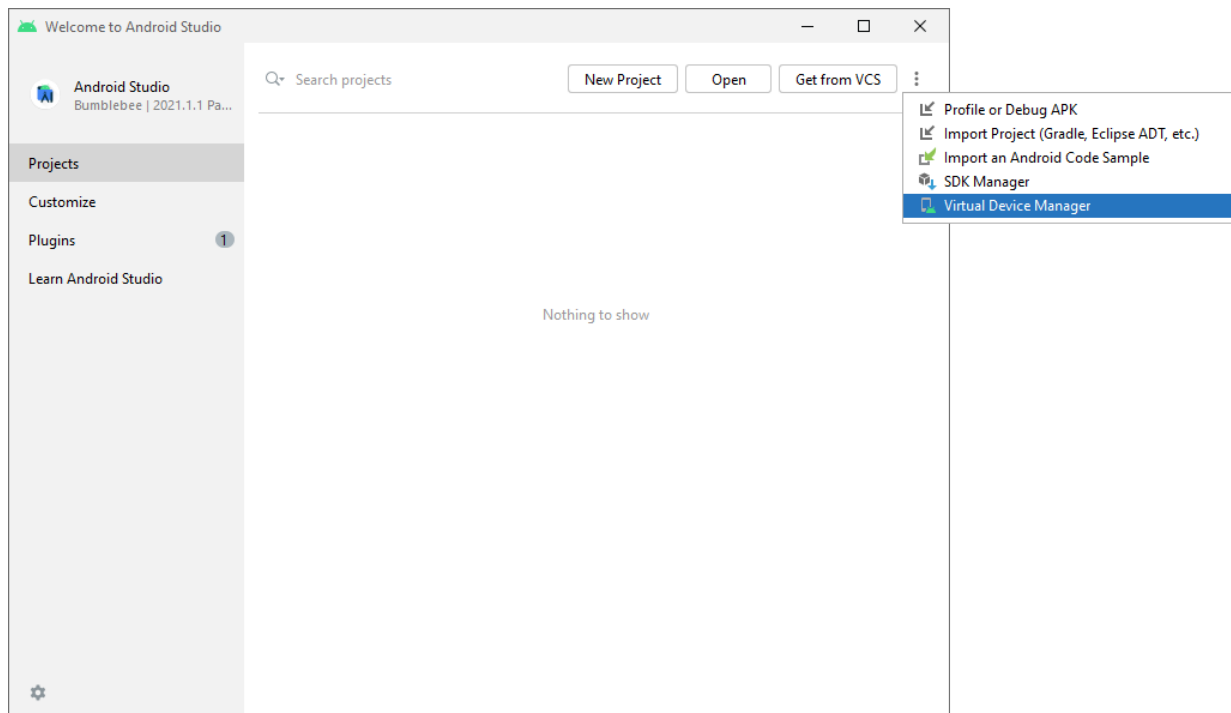 Welcome to Android Studio
Android Studio
Bumblebee | 2021.1.1 Pa...
Search projects
New Project
Open
Get from VCS
Profile or Debug APK
Import Project (Gradle, Eclipse ADT, etc.)
Import an Android Code Sample
SDK Manager
Virtual Device Manager
Projects
Customize
Plugins
1
Learn Android Studio
Nothing to show